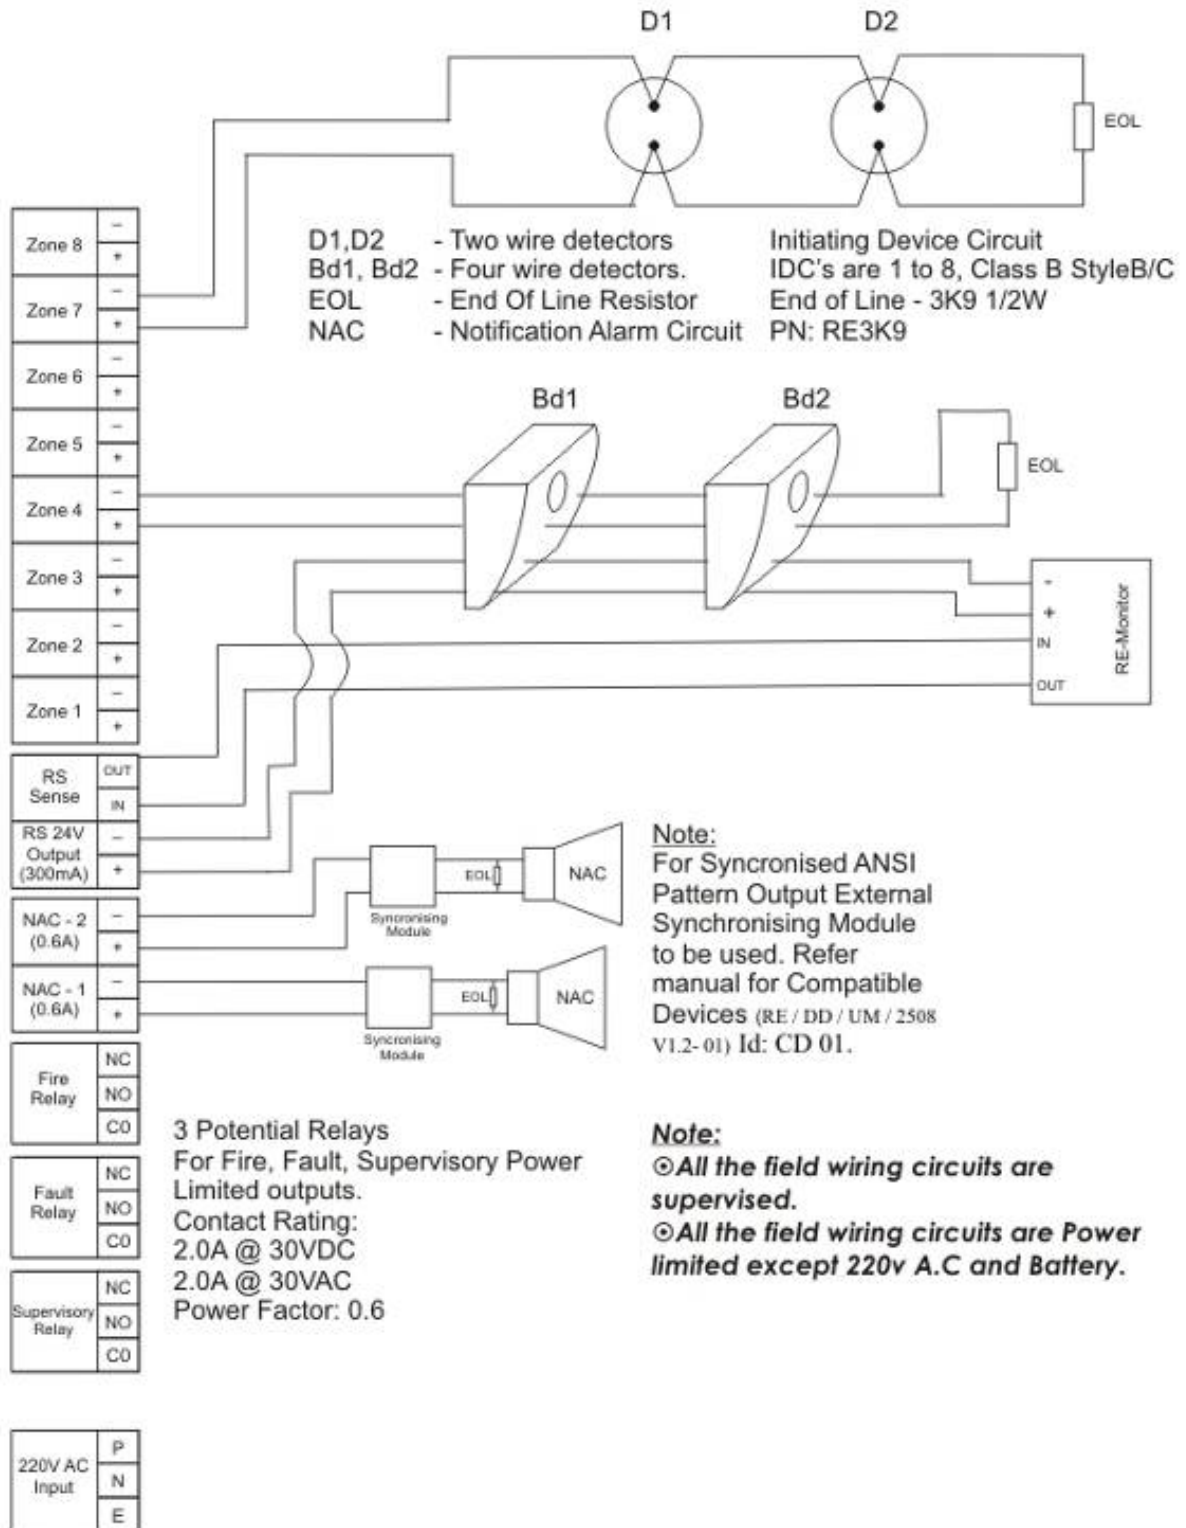 D1
D2
EOL
Zone 8
-
+
Zone 7
-
+
Zone 6
-
+
Zone 5
-
+
Zone 4
-
+
Zone 3
-
+
Zone 2
-
+
Zone 1
-
+
D1,D2 - Two wire detectors
Bd1, Bd2 - Four wire detectors.
EOL - End Of Line Resistor
NAC - Notification Alarm Circuit
Initiating Device Circuit
IDC's are 1 to 8, Class B StyleB/C
End of Line - 3K9 1/2W
PN: RE3K9
Bd1
Bd2
EOL
-
+
IN
OUT
RE-Monitor
RS
Sense
OUT
IN
RS 24V
Output
(300mA)
-
+
NAC - 2
(0.6A)
-
+
NAC - 1
(0.6A)
-
+
EOL
NAC
Syncronising
Module
EOL
NAC
Syncronising
Module
Note:
For Syncronised ANSI
Pattern Output External
Synchronising Module
to be used. Refer
manual for Compatible
Devices (RE / DD / UM / 2508
V1.2- 01) Id: CD 01.
Fire
Relay
NC
NO
C0
Fault
Relay
NC
NO
C0
Supervisory
Relay
NC
NO
C0
3 Potential Relays
For Fire, Fault, Supervisory Power
Limited outputs.
Contact Rating:
2.0A @ 30VDC
2.0A @ 30VAC
Power Factor: 0.6
Note:
⊙All the field wiring circuits are
supervised.
⊙All the field wiring circuits are Power
limited except 220v A.C and Battery.
220V AC
Input
P
N
E